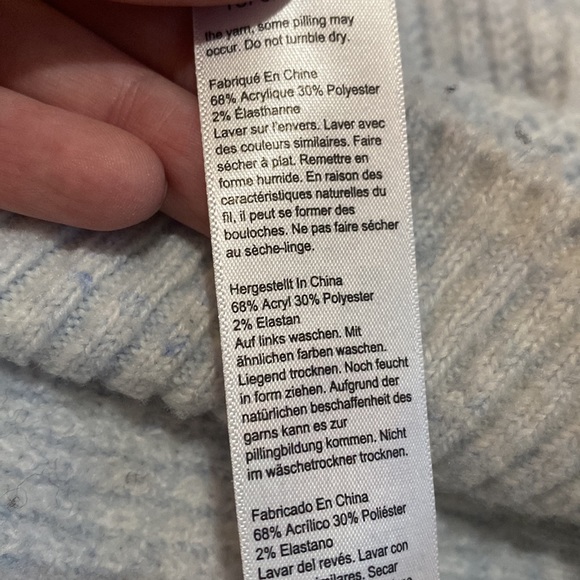 the yarn, some pilling may
occur. Do not tumble dry.
Fabriqué En Chine
68% Acrylique 30% Polyester
2% Élasthanne
Laver sur l'envers. Laver avec
des couleurs similaires. Faire
sécher à plat. Remettre en
forme humide. En raison des
caractéristiques naturelles du
fil, il peut se former des
bouloches. Ne pas faire sécher
au sèche-linge.
Hergestellt In China
68% Acryl 30% Polyester
2% Elastan
Auf links waschen. Mit
ähnlichen farben waschen.
Liegend trocknen. Noch feucht
in form ziehen. Aufgrund der
natürlichen beschaffenheit des
garns kann es zur
pillingbildung kommen. Nicht
im wäschetrockner trocknen.
Fabricado En China
68% Acrílico 30% Poliéster
2% Elastano
Lavar del revés. Lavar con
Secar